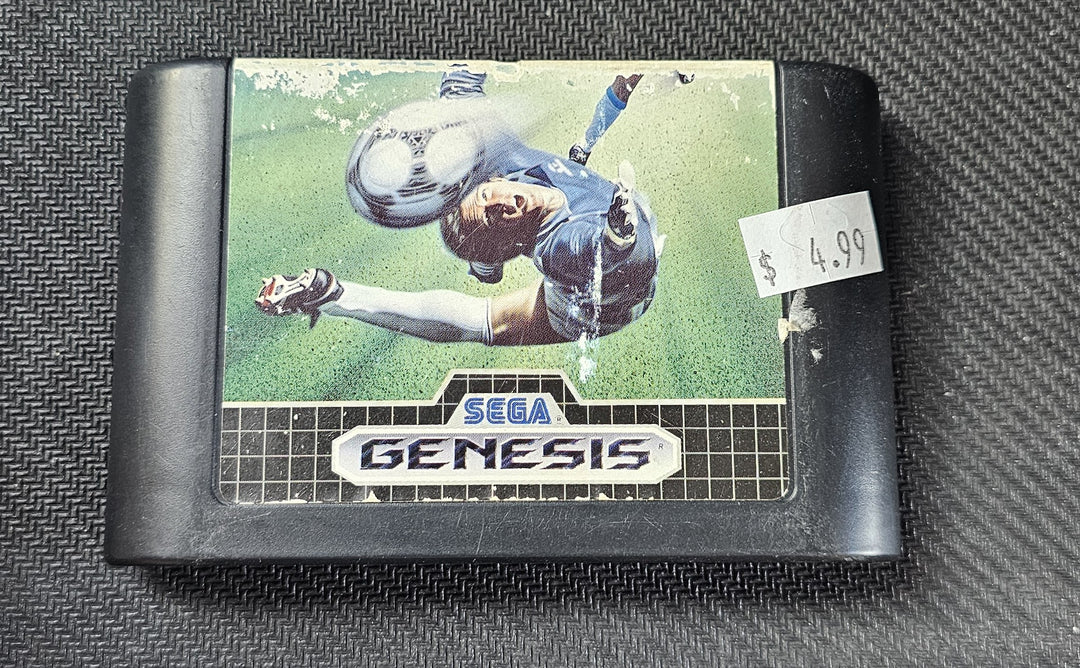 $ 4.99
SEGA
GENESIS